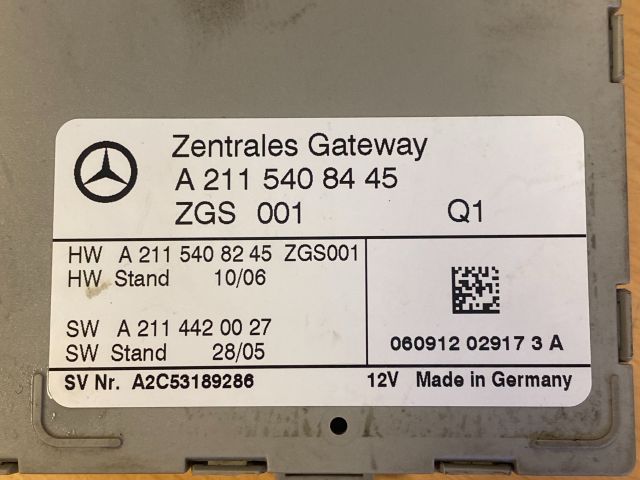 Zentrales Gateway
A 211 540 84 45
ZGS 001 Q1
HW A 211 540 82 45 ZGS001
HW Stand 10/06
SW A 211 442 00 27
SW Stand 28/05
060912 02917 3 A
SV Nr. A2C53189286
12V Made in Germany